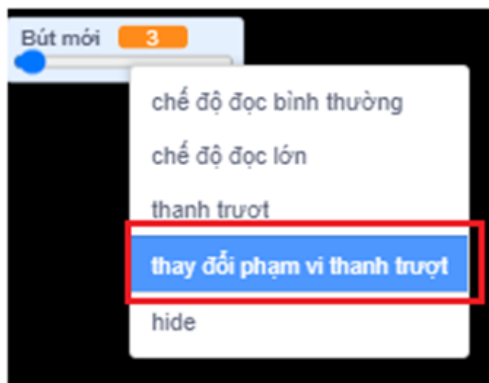 Bút mới 3
chế độ đọc bình thường
chế độ đọc lớn
thanh trượt
thay đổi phạm vi thanh trượt
hide